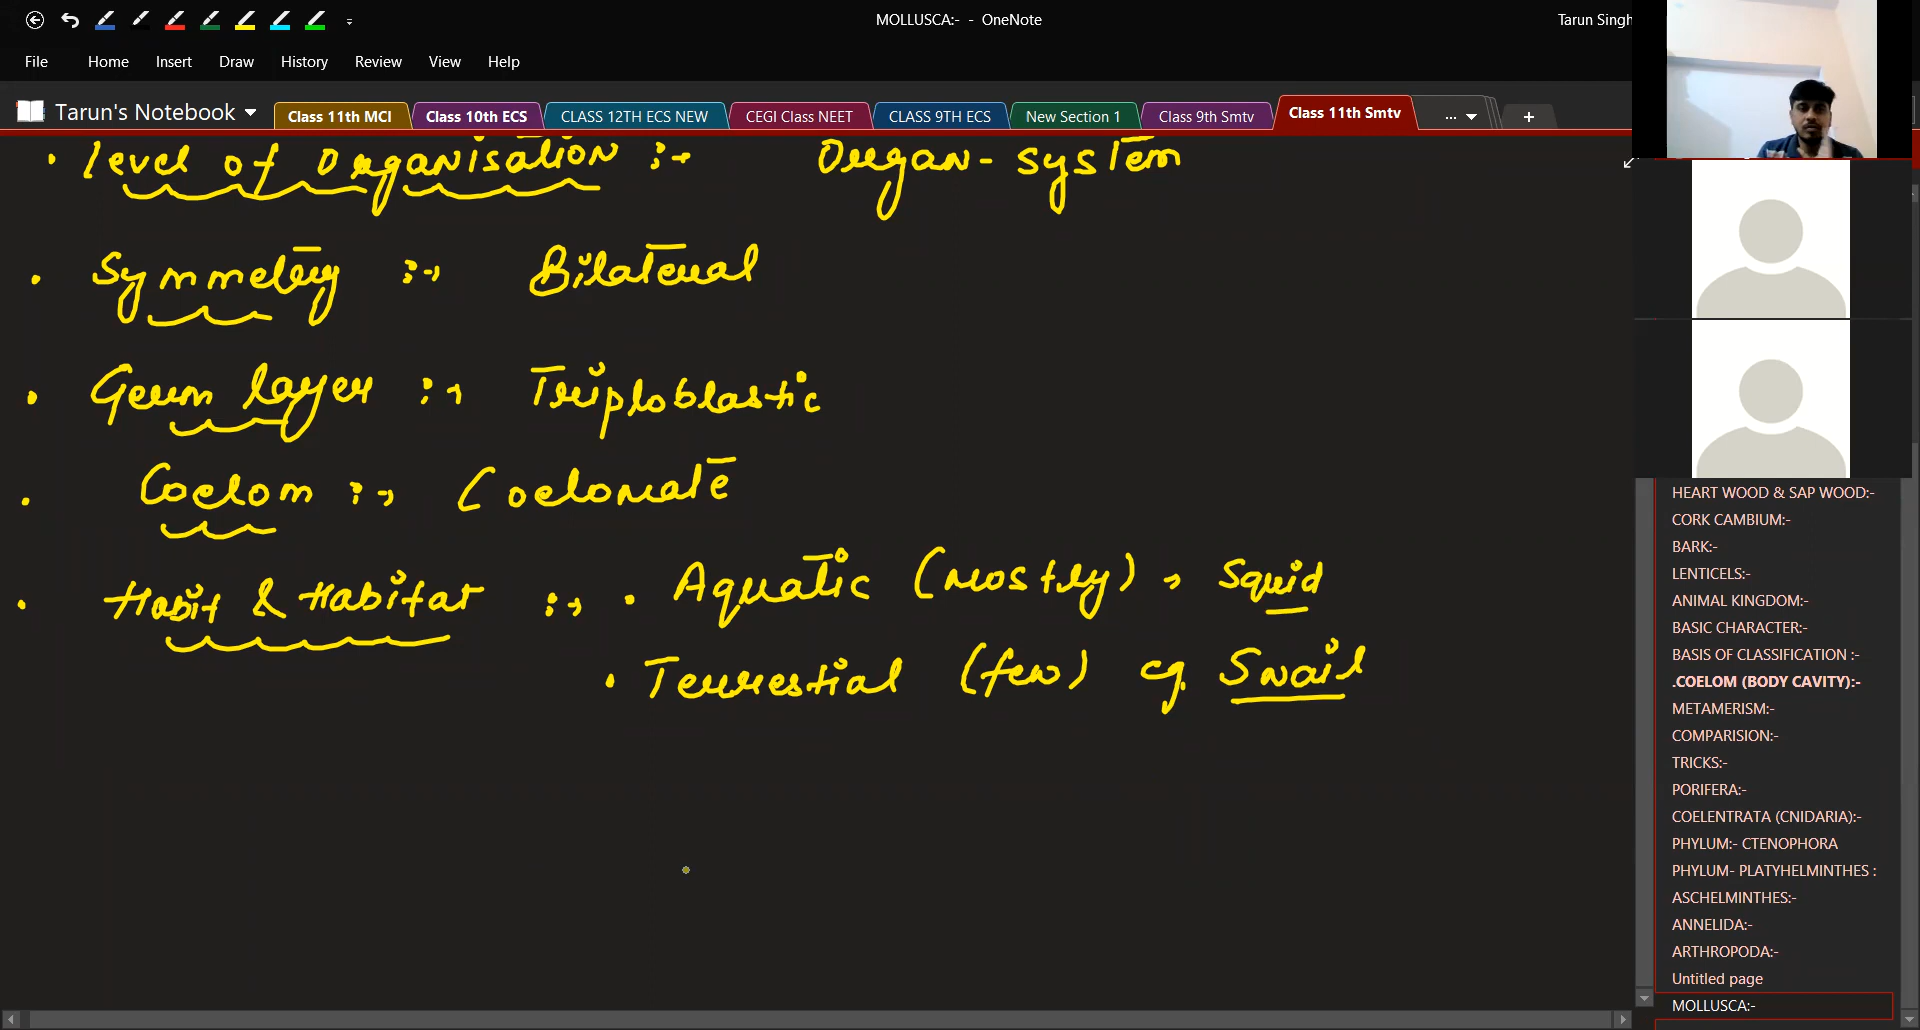 MOLLUSCA:- - OneNote
Tarun Singh
File Home Insert Draw History Review View Help
Tarun's Notebook
Class 11th MCI Class 10th ECS CLASS 12TH ECS NEW CEGI Class NEET CLASS 9TH ECS New Section 1 Class 9th Smtv Class 11th Smtv ... +
• Level of Organisation :→ Organ-system
• Symmetry :→ Bilateral
• Germ layer :→ Triploblastic
• Coelom :→ Coelomate
• Habit & Habitat :→ • Aquatic (mostly) → Squid
• Terrestial (few) eg. Snail
HEART WOOD & SAP WOOD:-
CORK CAMBIUM:-
BARK:-
LENTICELS:-
ANIMAL KINGDOM:-
BASIC CHARACTER:-
BASIS OF CLASSIFICATION :-
.COELOM (BODY CAVITY):-
METAMERISM:-
COMPARISION:-
TRICKS:-
PORIFERA:-
COELENTRATA (CNIDARIA):-
PHYLUM:- CTENOPHORA
PHYLUM- PLATYHELMINTHES :
ASCHELMINTHES:-
ANNELIDA:-
ARTHROPODA:-
Untitled page
MOLLUSCA:-